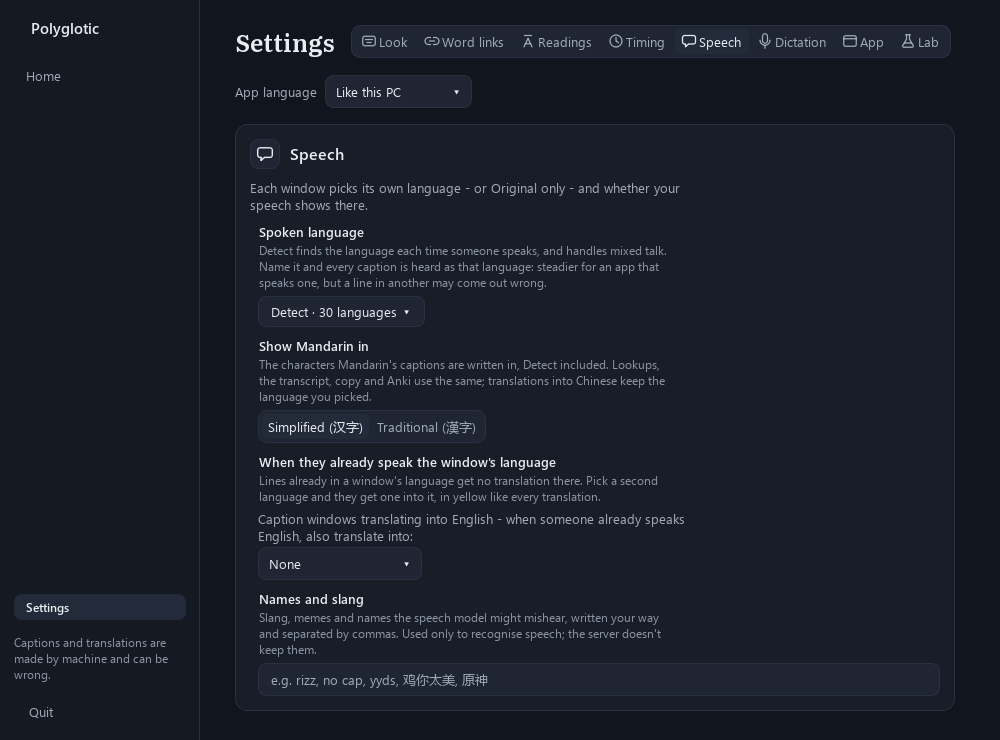 Polyglotic
Home
Settings
Captions and translations are
made by machine and can be
wrong.
Quit
Settings
Look
Word links
Readings
Timing
Speech
Dictation
App
Lab
App language
Like this PC
Speech
Each window picks its own language - or Original only - and whether your
speech shows there.
Spoken language
Detect finds the language each time someone speaks, and handles mixed talk.
Name it and every caption is heard as that language: steadier for an app that
speaks one, but a line in another may come out wrong.
Detect · 30 languages
Show Mandarin in
The characters Mandarin's captions are written in, Detect included. Lookups,
the transcript, copy and Anki use the same; translations into Chinese keep the
language you picked.
Simplified (汉字) Traditional (漢字)
When they already speak the window's language
Lines already in a window's language get no translation there. Pick a second
language and they get one into it, in yellow like every translation.
Caption windows translating into English - when someone already speaks
English, also translate into:
None
Names and slang
Slang, memes and names the speech model might mishear, written your way
and separated by commas. Used only to recognise speech; the server doesn't
keep them.
e.g. rizz, no cap, yyds, 鸡你太美, 原神